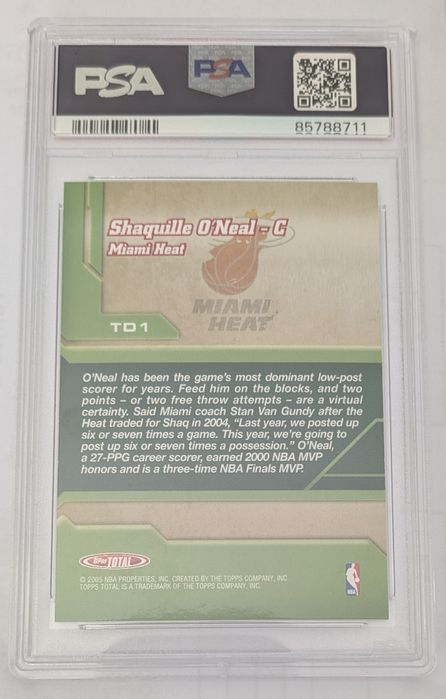 PSA
PSA
85788711
Shaquille O'Neal - C
Miami Heat
MIAMI
HEAT
TD1
O'Neal has been the game's most dominant low-post
scorer for years. Feed him on the blocks, and two
points – or two free throw attempts – are a virtual
certainty. Said Miami coach Stan Van Gundy after the
Heat traded for Shaq in 2004, "Last year, we posted up
six or seven times a game. This year, we're going to
post up six or seven times a possession." O'Neal,
a 27-PPG career scorer, earned 2000 NBA MVP
honors and is a three-time NBA Finals MVP.
Topps TOTAL
© 2005 NBA PROPERTIES, INC. CREATED BY THE TOPPS COMPANY, INC.
TOPPS TOTAL IS A TRADEMARK OF THE TOPPS COMPANY, INC.
NBA